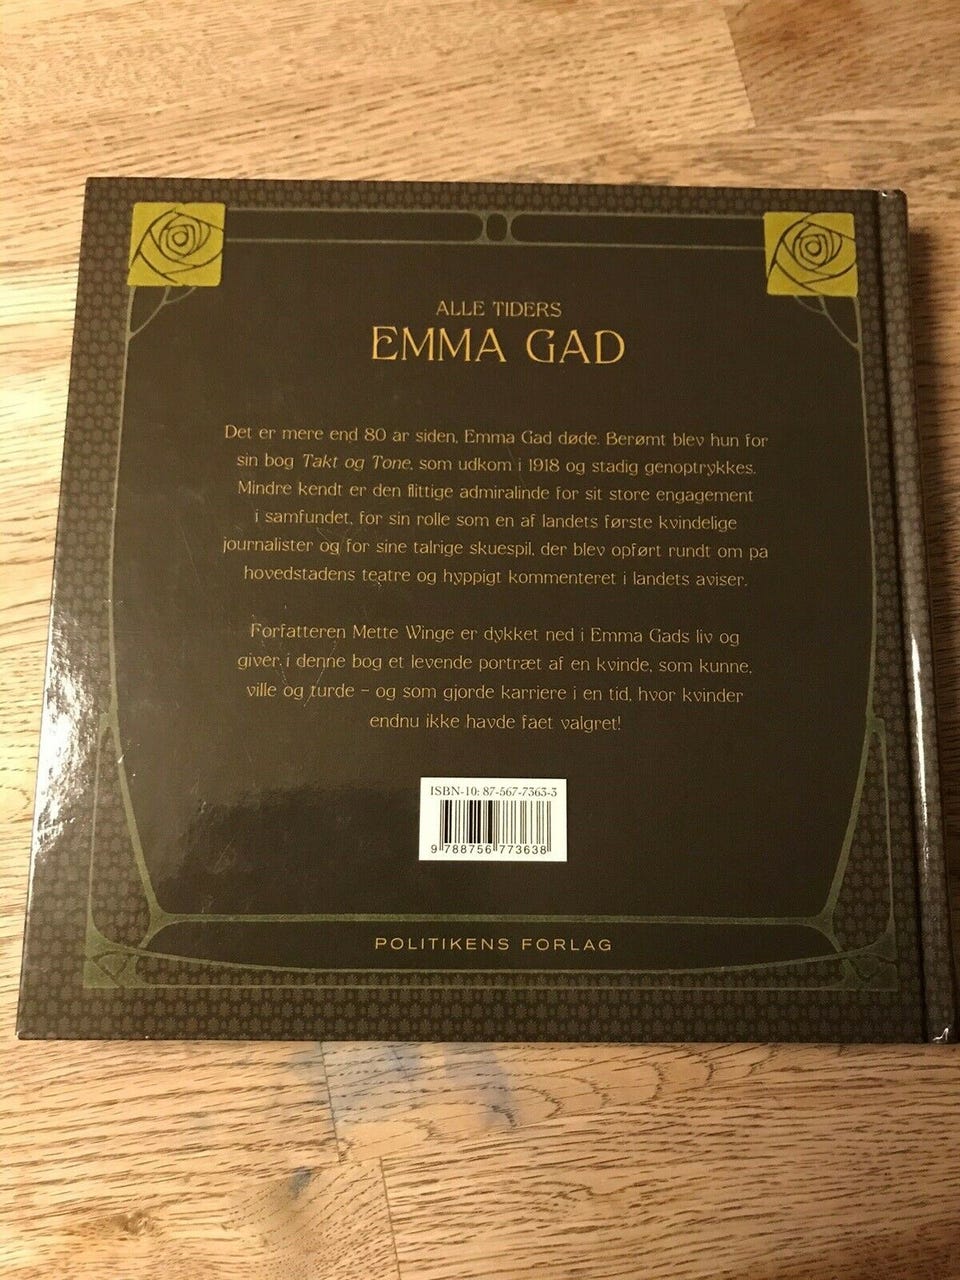 ALLE TIDERS
EMMA GAD
Det er mere end 80 år siden, Emma Gad døde. Berømt blev hun for
sin bog Takt og Tone, som udkom i 1918 og stadig genoptrykkes.
Mindre kendt er den flittige admiralinde for sit store engagement
i samfundet, for sin rolle som en af landets første kvindelige
journalister og for sine talrige skuespil, der blev opført rundt om på
hovedstadens teatre og hyppigt kommenteret i landets aviser.
Forfatteren Mette Winge er dykket ned i Emma Gads liv og
giver i denne bog et levende portræt af en kvinde, som kunne,
ville og turde – og som gjorde karriere i en tid, hvor kvinder
endnu ikke havde fået valgret!
ISBN-10: 87-567-7363-3
9 788756 773638
POLITIKENS FORLAG